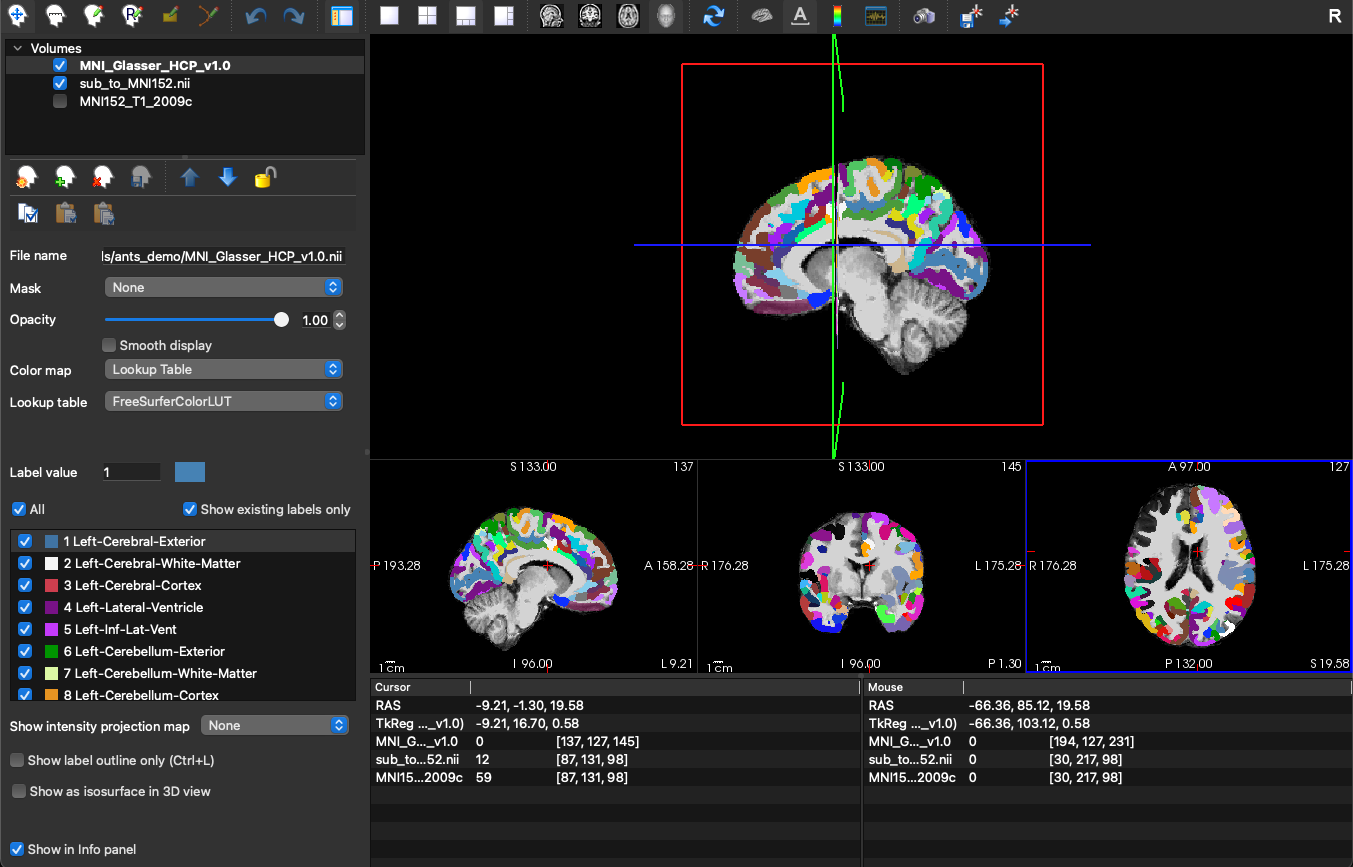 R
A
R
Volumes
MNI_Glasser_HCP_v1.0
sub_to_MNI152.nii
MNI152_T1_2009c
File name ls/ants_demo/MNI_Glasser_HCP_v1.0.nii
Mask None
Opacity 1.00
Smooth display
Color map Lookup Table
Lookup table FreeSurferColorLUT
Label value 1
All Show existing labels only
1 Left-Cerebral-Exterior
2 Left-Cerebral-White-Matter
3 Left-Cerebral-Cortex
4 Left-Lateral-Ventricle
5 Left-Inf-Lat-Vent
6 Left-Cerebellum-Exterior
7 Left-Cerebellum-White-Matter
8 Left-Cerebellum-Cortex
Show intensity projection map None
Show label outline only (Ctrl+L)
Show as isosurface in 3D view
Show in Info panel
S 133.00 137
P 193.28 A 158.28
1cm I 96.00 L 9.21
S 133.00 145
R 176.28 L 175.28
1cm I 96.00 P 1.30
A 97.00 127
R 176.28 L 175.28
1cm P 132.00 S 19.58
Cursor
RAS -9.21, -1.30, 19.58
TkReg ..._v1.0) -9.21, 16.70, 0.58
MNI_G..._v1.0 0 [137, 127, 145]
sub_to...52.nii 12 [87, 131, 98]
MNI15...2009c 59 [87, 131, 98]
Mouse
RAS -66.36, 85.12, 19.58
TkReg ..._v1.0) -66.36, 103.12, 0.58
MNI_G..._v1.0 0 [194, 127, 231]
sub_to...52.nii 0 [30, 217, 98]
MNI15...2009c 0 [30, 217, 98]